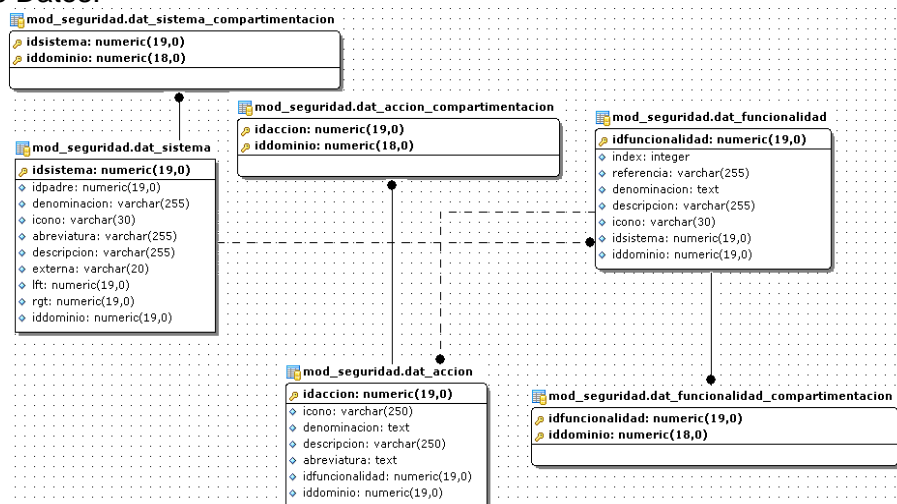 mod_seguridad.dat_sistema_compartimentacion
idsistema: numeric(19,0)
iddominio: numeric(18,0)
mod_seguridad.dat_accion_compartimentacion
idaccion: numeric(19,0)
iddominio: numeric(18,0)
mod_seguridad.dat_funcionalidad
idfuncionalidad: numeric(19,0)
index: integer
referencia: varchar(255)
denominacion: text
descripcion: varchar(255)
icono: varchar(30)
idsistema: numeric(19,0)
iddominio: numeric(19,0)
mod_seguridad.dat_sistema
idsistema: numeric(19,0)
idpadre: numeric(19,0)
denominacion: varchar(255)
icono: varchar(30)
abreviatura: varchar(255)
descripcion: varchar(255)
externa: varchar(20)
lft: numeric(19,0)
rgt: numeric(19,0)
iddominio: numeric(19,0)
mod_seguridad.dat_accion
idaccion: numeric(19,0)
icono: varchar(250)
denominacion: text
descripcion: varchar(250)
abreviatura: text
idfuncionalidad: numeric(19,0)
iddominio: numeric(19,0)
mod_seguridad.dat_funcionalidad_compartimentacion
idfuncionalidad: numeric(19,0)
iddominio: numeric(18,0)